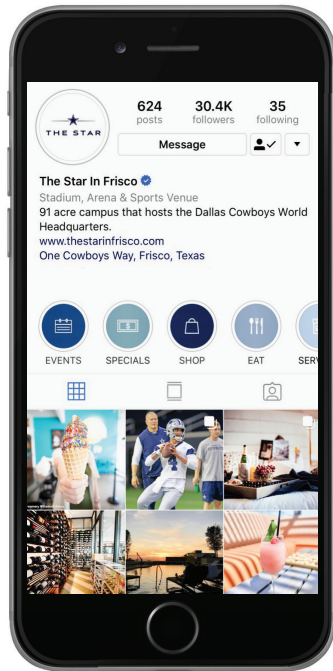 THE STAR
624 30.4K 35
posts followers following
Message
The Star In Frisco
Stadium, Arena & Sports Venue
91 acre campus that hosts the Dallas Cowboys World
Headquarters.
www.thestarinfrisco.com
One Cowboys Way, Frisco, Texas
EVENTS SPECIALS SHOP EAT SERV
4